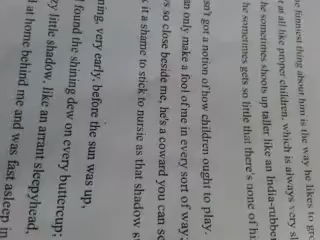 e funniest thing about him is the way he likes to gro
t at all like proper children, which is always very sl
he sometimes shoots up taller like an India-rubber
he sometimes gets so little that there's none of hi
sn't got a notion of how children ought to play,
an only make a fool of me in every sort of way:
ys so close beside me, he's a coward you can se
k it a shame to stick to nursie as that shadow s
ning, very early, before the sun was up,
found the shining dew on every buttercup;
zy little shadow, like an arrant sleepyhead,
d at home behind me and was fast asleep in